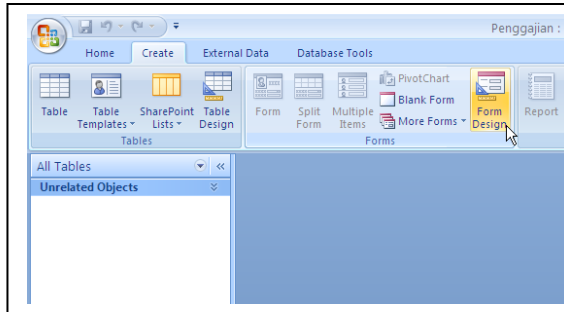 Penggajian :
Home Create External Data Database Tools
Table
Table Templates
SharePoint Lists
Table Design
Tables
Form
Split Form
Multiple Items
PivotChart
Blank Form
More Forms
Form Design
Forms
Report
All Tables
Unrelated Objects